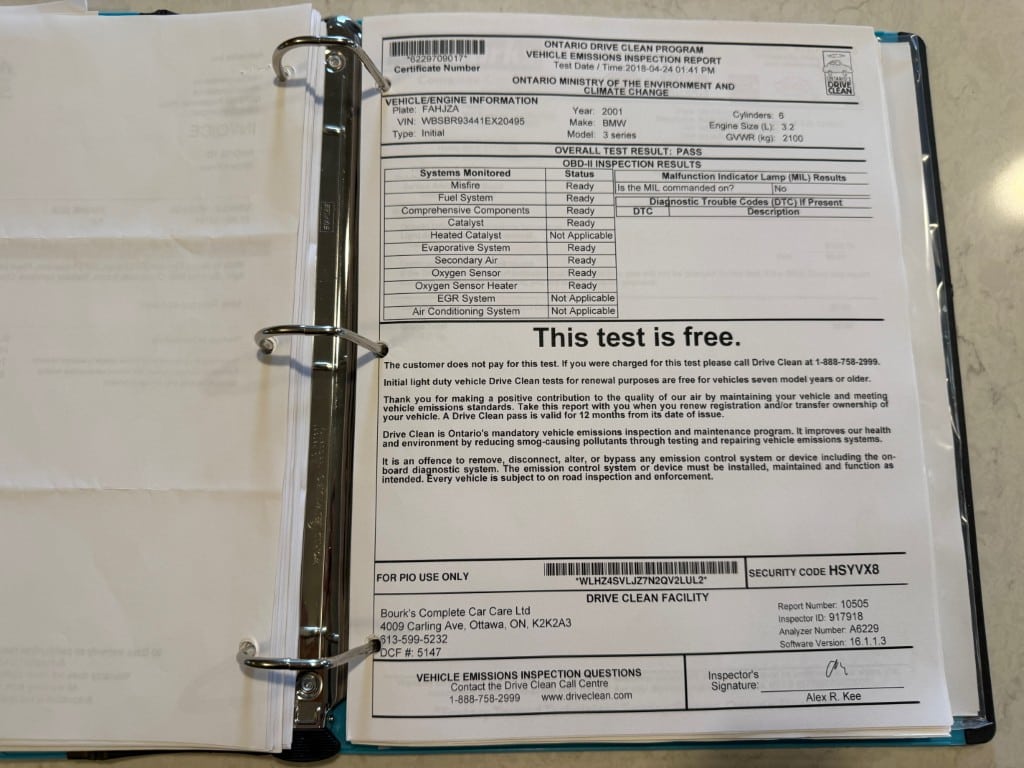 ONTARIO DRIVE CLEAN PROGRAM
VEHICLE EMISSIONS INSPECTION REPORT
Test Date / Time:2018-04-24 01:41 PM
*6229709017*
Certificate Number
ONTARIO MINISTRY OF THE ENVIRONMENT AND
CLIMATE CHANGE
ONTARIO'S
DRIVE
CLEAN
VEHICLE/ENGINE INFORMATION
Plate: FAHJZA Year: 2001 Cylinders: 6
VIN: WBSBR93441EX20495 Make: BMW Engine Size (L): 3.2
Type: Initial Model: 3 series GVWR (kg): 2100
OVERALL TEST RESULT: PASS
OBD-II INSPECTION RESULTS
Systems Monitored Status
Misfire Ready
Fuel System Ready
Comprehensive Components Ready
Catalyst Ready
Heated Catalyst Not Applicable
Evaporative System Ready
Secondary Air Ready
Oxygen Sensor Ready
Oxygen Sensor Heater Ready
EGR System Not Applicable
Air Conditioning System Not Applicable
Malfunction Indicator Lamp (MIL) Results
Is the MIL commanded on? No
Diagnostic Trouble Codes (DTC) If Present
DTC Description
This test is free.
The customer does not pay for this test. If you were charged for this test please call Drive Clean at 1-888-758-2999.
Initial light duty vehicle Drive Clean tests for renewal purposes are free for vehicles seven model years or older.
Thank you for making a positive contribution to the quality of our air by maintaining your vehicle and meeting
vehicle emissions standards. Take this report with you when you renew registration and/or transfer ownership of
your vehicle. A Drive Clean pass is valid for 12 months from its date of issue.
Drive Clean is Ontario's mandatory vehicle emissions inspection and maintenance program. It improves our health
and environment by reducing smog-causing pollutants through testing and repairing vehicle emissions systems.
It is an offence to remove, disconnect, alter, or bypass any emission control system or device including the on-
board diagnostic system. The emission control system or device must be installed, maintained and function as
intended. Every vehicle is subject to on road inspection and enforcement.
FOR PIO USE ONLY
*WLHZ4SVLJZ7N2QV2LUL2*
SECURITY CODE HSYVX8
DRIVE CLEAN FACILITY
Bourk's Complete Car Care Ltd
4009 Carling Ave, Ottawa, ON, K2K2A3
613-599-5232
DCF #: 5147
Report Number: 10505
Inspector ID: 917918
Analyzer Number: A6229
Software Version: 16.1.1.3
VEHICLE EMISSIONS INSPECTION QUESTIONS
Contact the Drive Clean Call Centre
1-888-758-2999 www.driveclean.com
Inspector's
Signature:
Alex R. Kee